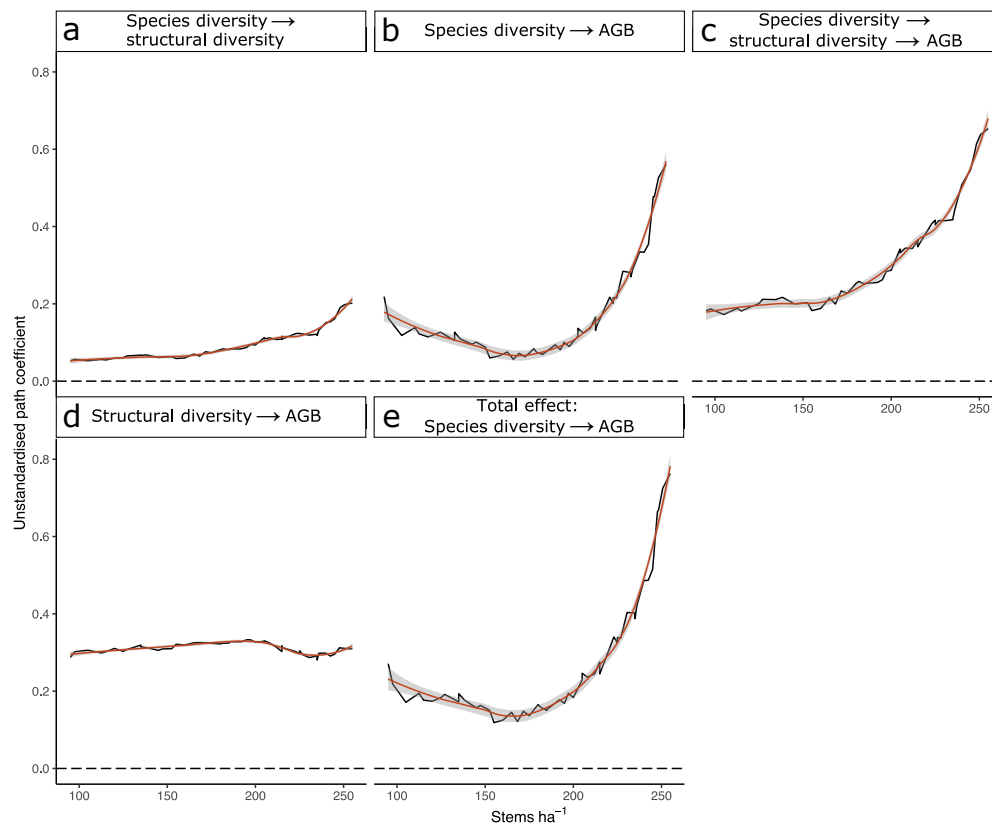 a
Species diversity →
structural diversity
b
Species diversity → AGB
c
Species diversity →
structural diversity → AGB
0.8
0.6
0.4
0.2
0.0
100
150
200
250
d
Structural diversity → AGB
e
Total effect:
Species diversity → AGB
0.8
0.6
0.4
0.2
0.0
100
150
200
250
100
150
200
250
Unstandardised path coefficient
Stems ha⁻¹